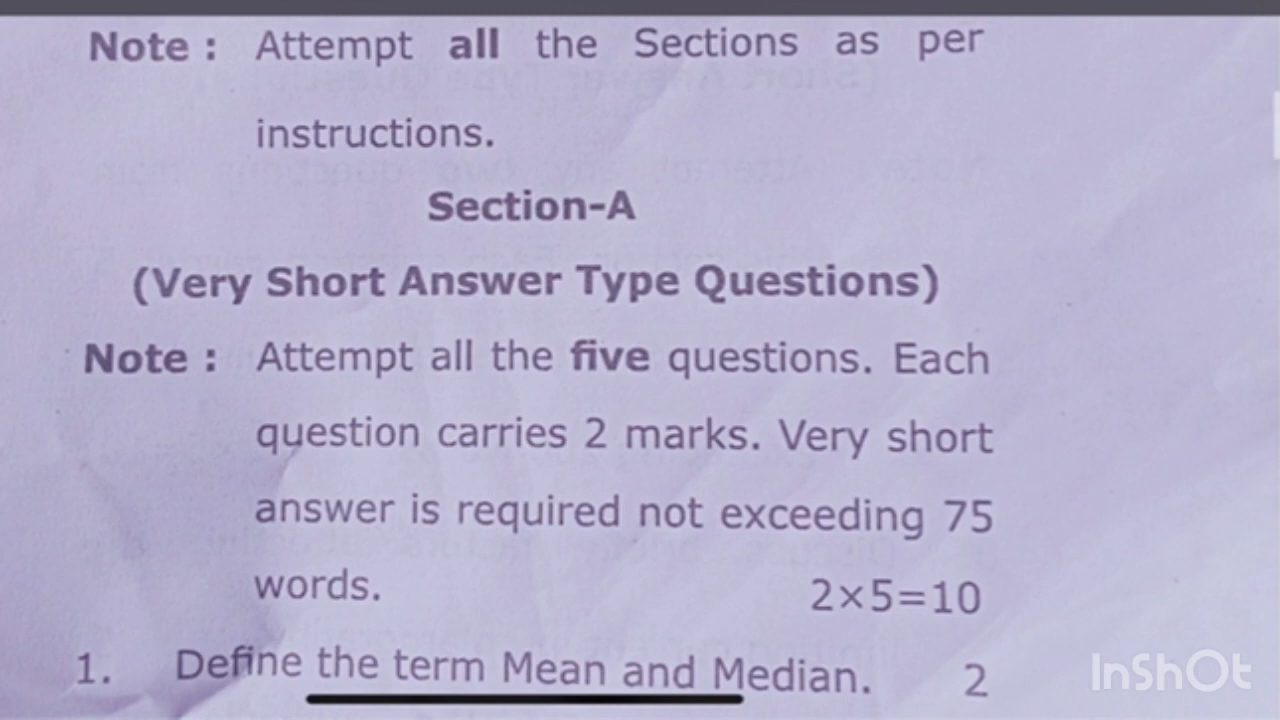 Note : Attempt all the Sections as per
instructions.
Section-A
(Very Short Answer Type Questions)
Note : Attempt all the five questions. Each
question carries 2 marks. Very short
answer is required not exceeding 75
words. 2×5=10
1. Define the term Mean and Median. 2
InShOt